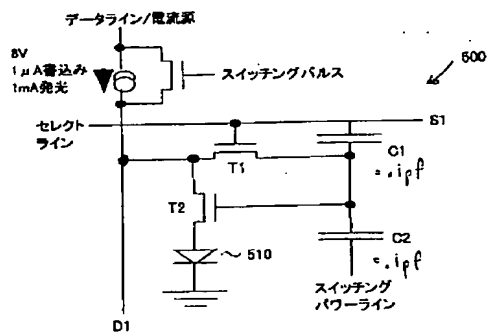 データライン/電流源
8V
1μA書込み
1mA発光
スイッチングパルス
500
セレクト
ライン
S1
T1
C1
=.1pf
T2
C2
=.1pf
510
スイッチング
パワーライン
D1